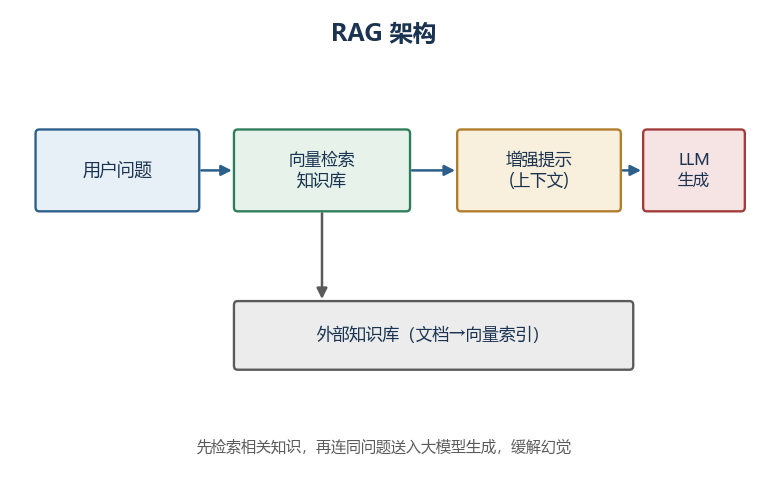 RAG 架构
用户问题
向量检索
知识库
增强提示
(上下文)
LLM
生成
外部知识库（文档→向量索引）
先检索相关知识，再连同问题送入大模型生成，缓解幻觉